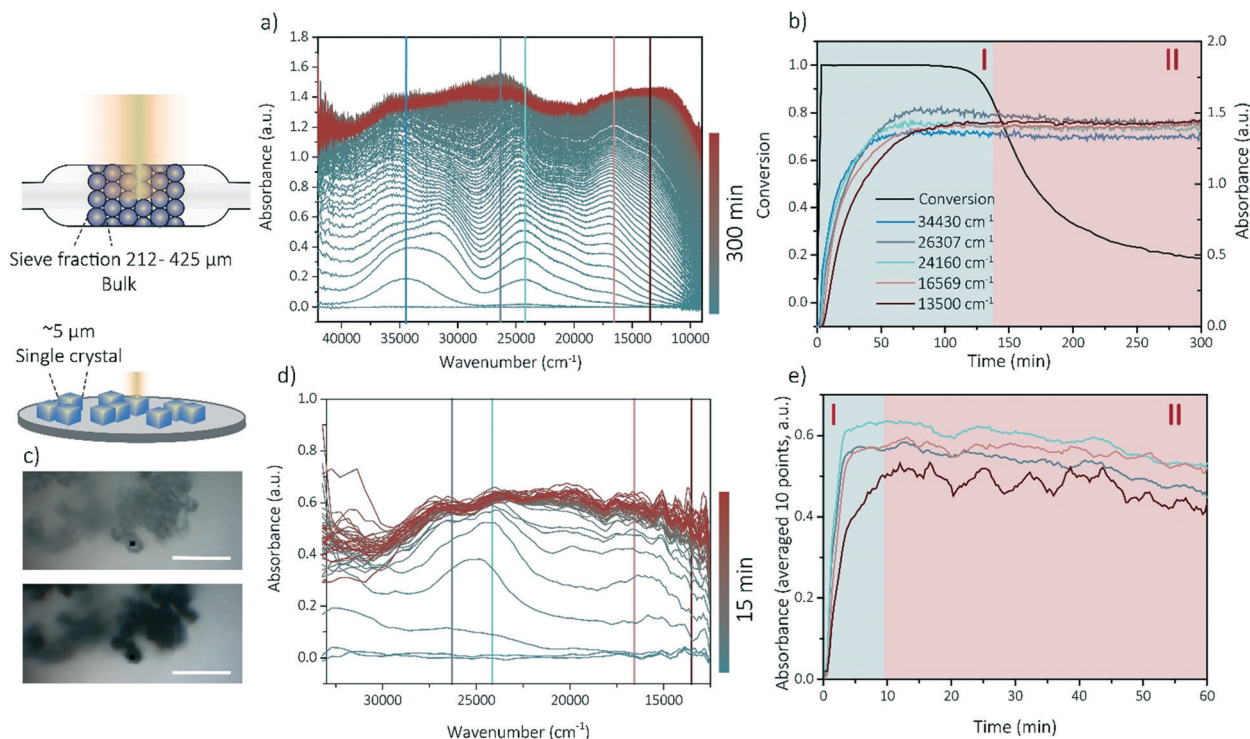 Sieve fraction 212- 425 µm
Bulk
~5 µm
Single crystal
c)
a)
1.8
1.6
1.4
1.2
1.0
0.8
0.6
0.4
0.2
0.0
Absorbance (a.u.)
40000 35000 30000 25000 20000 15000 10000
Wavenumber (cm⁻¹)
300 min
b)
I
II
1.0
0.8
0.6
0.4
0.2
0.0
Conversion
2.0
1.5
1.0
0.5
0.0
Absorbance (a.u.)
Conversion
34430 cm⁻¹
26307 cm⁻¹
24160 cm⁻¹
16569 cm⁻¹
13500 cm⁻¹
0 50 100 150 200 250 300
Time (min)
d)
1.0
0.8
0.6
0.4
0.2
0.0
Absorbance (a.u.)
30000 25000 20000 15000
Wavenumber (cm⁻¹)
15 min
e)
I
II
0.6
0.4
0.2
0.0
Absorbance (averaged 10 points, a.u.)
0 10 20 30 40 50 60
Time (min)